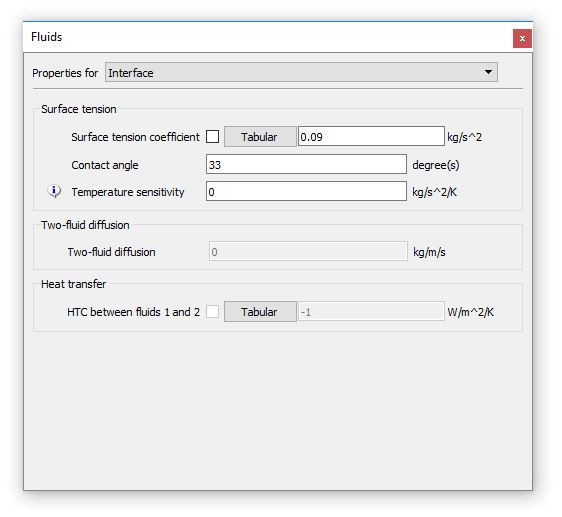 Fluids
x
Properties for Interface
Surface tension
Surface tension coefficient Tabular 0.09 kg/s^2
Contact angle 33 degree(s)
i Temperature sensitivity 0 kg/s^2/K
Two-fluid diffusion
Two-fluid diffusion 0 kg/m/s
Heat transfer
HTC between fluids 1 and 2 Tabular -1 W/m^2/K